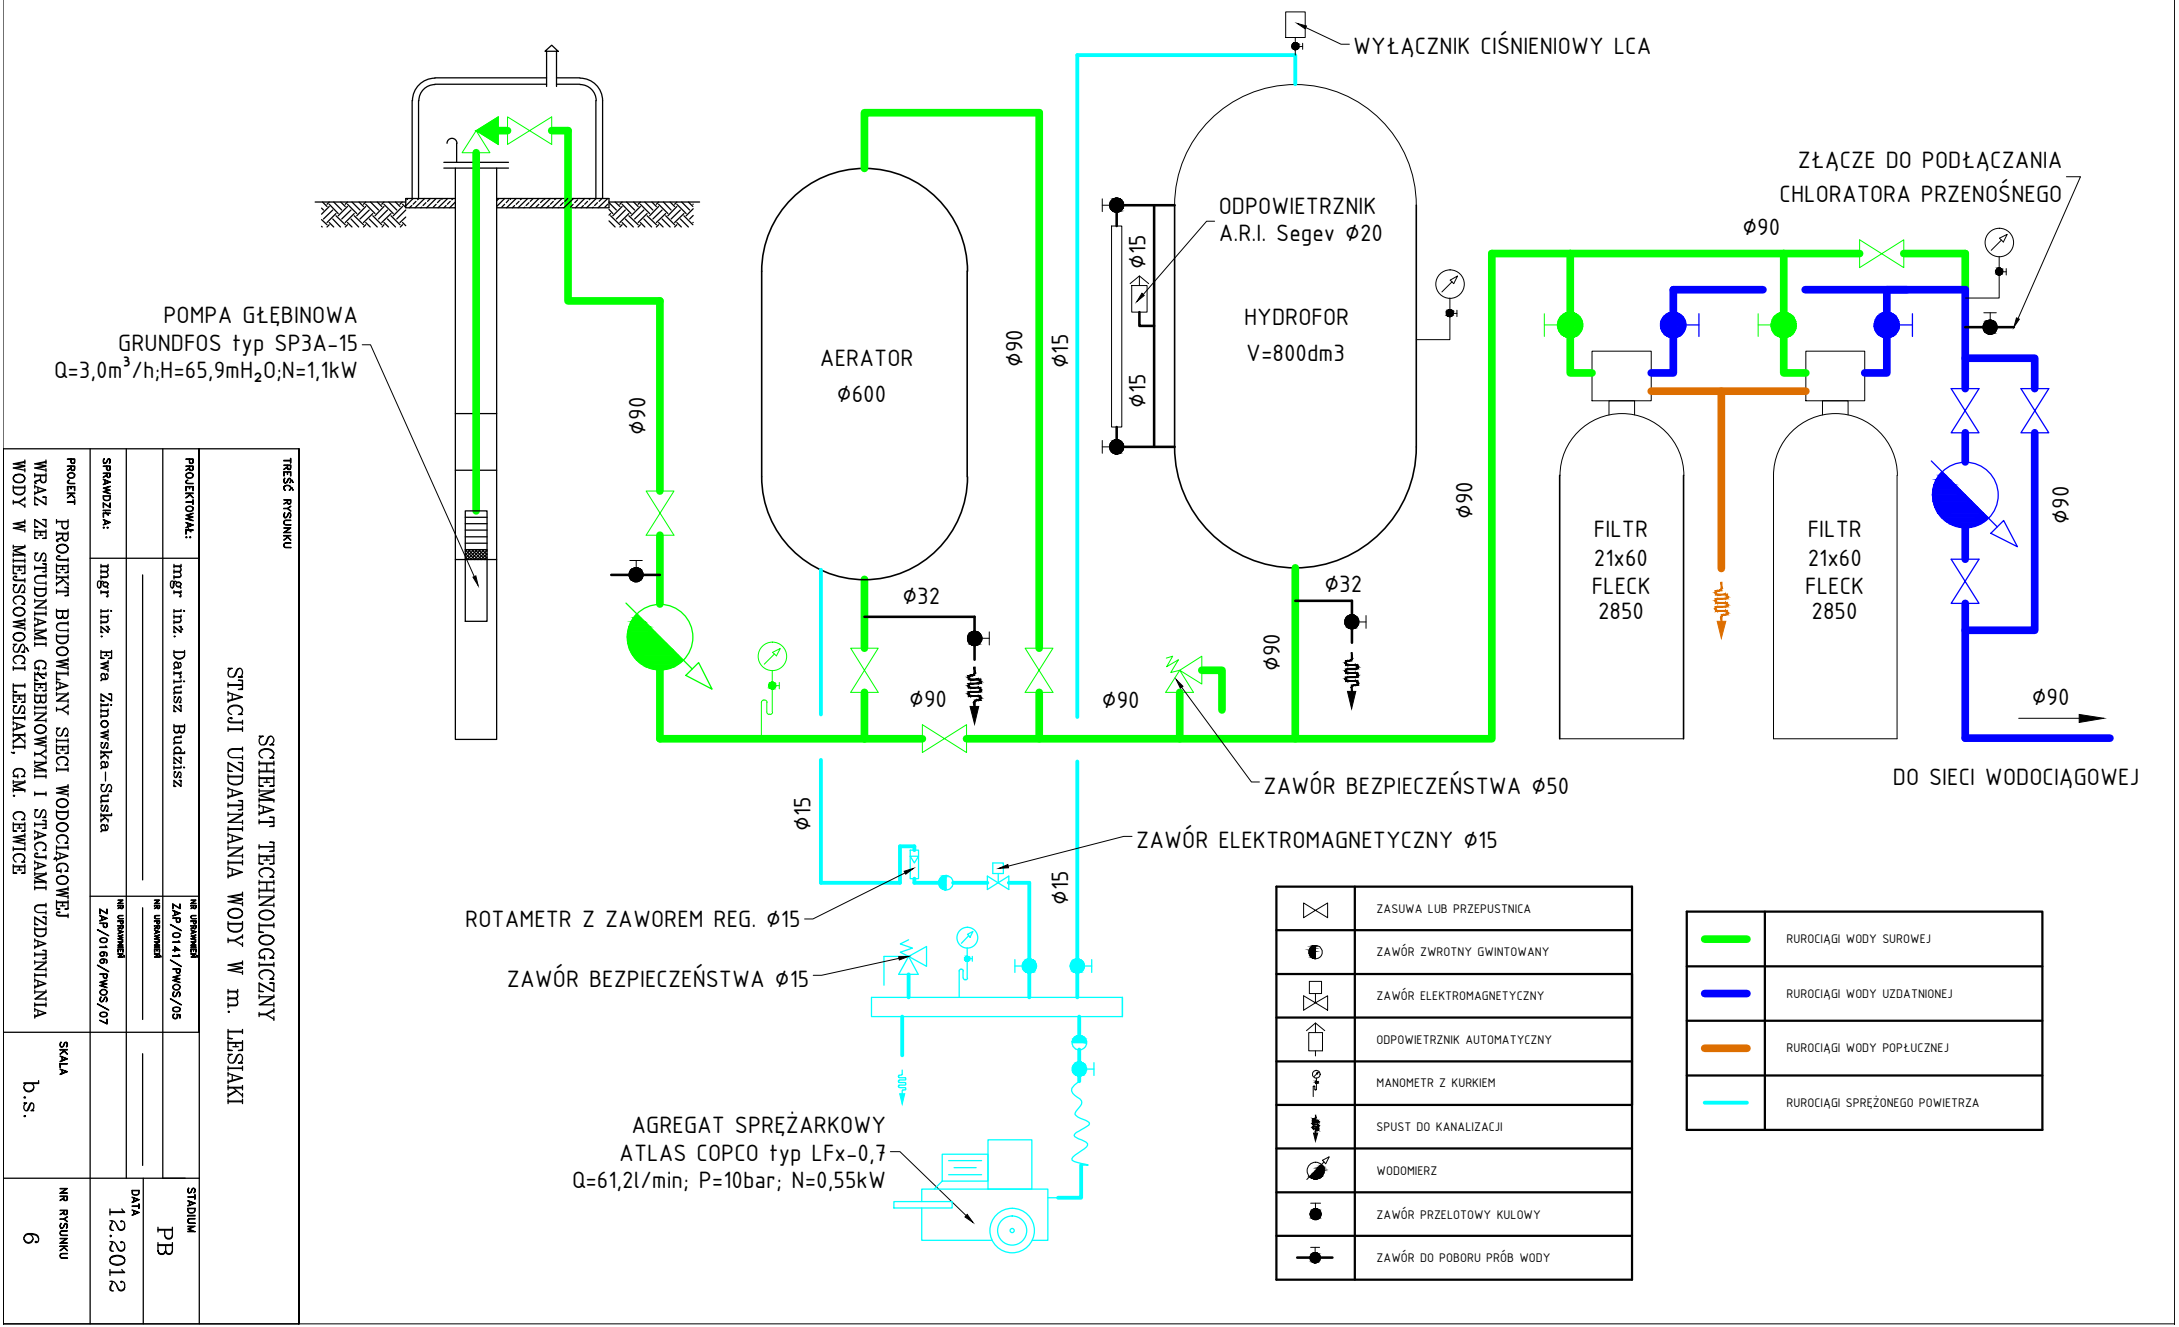 WYŁĄCZNIK CIŚNIENIOWY LCA
ZŁĄCZE DO PODŁĄCZANIA
CHLORATORA PRZENOŚNEGO
ODPOWIETRZNIK
A.R.I. Segev ϕ20
ϕ90
ϕ15
POMPA GŁĘBINOWA
GRUNDFOS typ SP3A-15
Q=3,0m³/h;H=65,9mH₂O;N=1,1kW
AERATOR
ϕ600
ϕ90
ϕ15
HYDROFOR
V=800dm3
ϕ15
ϕ90
ϕ90
ϕ90
FILTR
21x60
FLECK
2850
FILTR
21x60
FLECK
2850
ϕ32
ϕ32
ϕ90
ϕ90
ϕ90
ϕ90
DO SIECI WODOCIĄGOWEJ
ZAWÓR BEZPIECZEŃSTWA ϕ50
ϕ15
ZAWÓR ELEKTROMAGNETYCZNY ϕ15
ϕ15
ROTAMETR Z ZAWOREM REG. ϕ15
ZAWÓR BEZPIECZEŃSTWA ϕ15
AGREGAT SPRĘŻARKOWY
ATLAS COPCO typ LFx-0,7
Q=61,2l/min; P=10bar; N=0,55kW
ZASUWA LUB PRZEPUSTNICA
ZAWÓR ZWROTNY GWINTOWANY
ZAWÓR ELEKTROMAGNETYCZNY
ODPOWIETRZNIK AUTOMATYCZNY
MANOMETR Z KURKIEM
SPUST DO KANALIZACJI
WODOMIERZ
ZAWÓR PRZELOTOWY KULOWY
ZAWÓR DO POBORU PRÓB WODY
RUROCIĄGI WODY SUROWEJ
RUROCIĄGI WODY UZDATNIONEJ
RUROCIĄGI WODY POPŁUCZNEJ
RUROCIĄGI SPRĘŻONEGO POWIETRZA
TREŚĆ RYSUNKU
SCHEMAT TECHNOLOGICZNY
STACJI UZDATNIANIA WODY W m. LESIAKI
PROJEKTOWAŁ:
mgr inż. Dariusz Budzisz
NR UPRAWNIEŃ
ZAP/0141/PWOS/05
STADIUM
PB
NR UPRAWNIEŃ
SPRAWDZIŁA:
mgr inż. Ewa Zinowska-Suska
NR UPRAWNIEŃ
ZAP/0166/PWOS/07
DATA
12.2012
PROJEKT
PROJEKT BUDOWLANY SIECI WODOCIĄGOWEJ
WRAZ ZE STUDNIAMI GŁĘBINOWYMI I STACJAMI UZDATNIANIA
WODY W MIEJSCOWOŚCI LESIAKI, GM. CEWICE
SKALA
b.s.
NR RYSUNKU
6